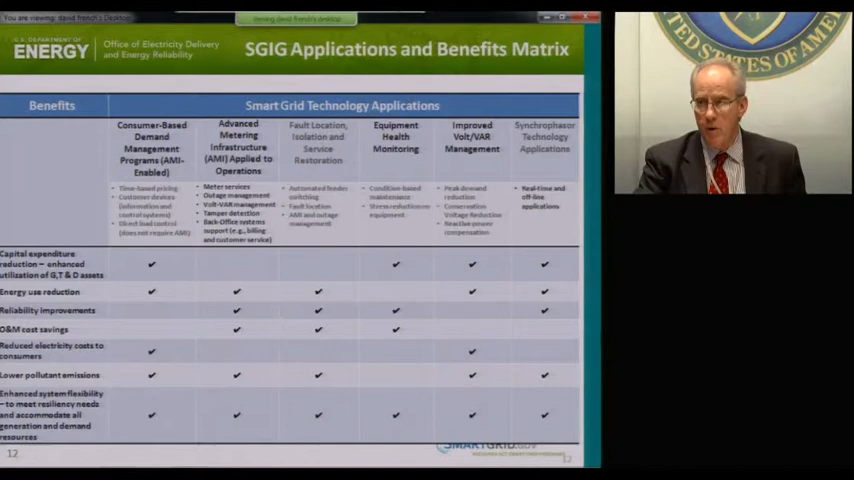 You are viewing: david french's Desktop
Viewing david french's desktop
U.S. DEPARTMENT OF
ENERGY
Office of Electricity Delivery
and Energy Reliability
SGIG Applications and Benefits Matrix
Benefits
Smart Grid Technology Applications
Consumer-Based
Demand
Management
Programs (AMI-
Enabled)
Advanced
Metering
Infrastructure
(AMI) Applied to
Operations
Fault Location,
Isolation and
Service
Restoration
Equipment
Health
Monitoring
Improved
Volt/VAR
Management
Synchrophasor
Technology
Applications
• Time-based pricing
• Customer devices
(information and
control systems)
• Direct load control
(does not require AMI)
• Meter services
• Outage management
• Volt-VAR management
• Tamper detection
• Back-Office systems
support (e.g., billing
and customer service)
• Automated feeder
switching
• Fault location
• AMI and outage
management
• Condition-based
maintenance
• Stress reduction on
equipment
• Peak demand
reduction
• Conservation
Voltage Reduction
• Reactive power
compensation
• Real-time and
off-line
applications
Capital expenditure
reduction – enhanced
utilization of G,T & D assets
✔ ✔ ✔ ✔
Energy use reduction ✔ ✔ ✔ ✔ ✔
Reliability improvements ✔ ✔ ✔ ✔
O&M cost savings ✔ ✔ ✔
Reduced electricity costs to
consumers
✔ ✔
Lower pollutant emissions ✔ ✔ ✔ ✔ ✔
Enhanced system flexibility
– to meet resiliency needs
and accommodate all
generation and demand
resources
✔ ✔ ✔ ✔ ✔ ✔
SMARTGRID.GOV
12
12
UNITED STATES OF AMERICA